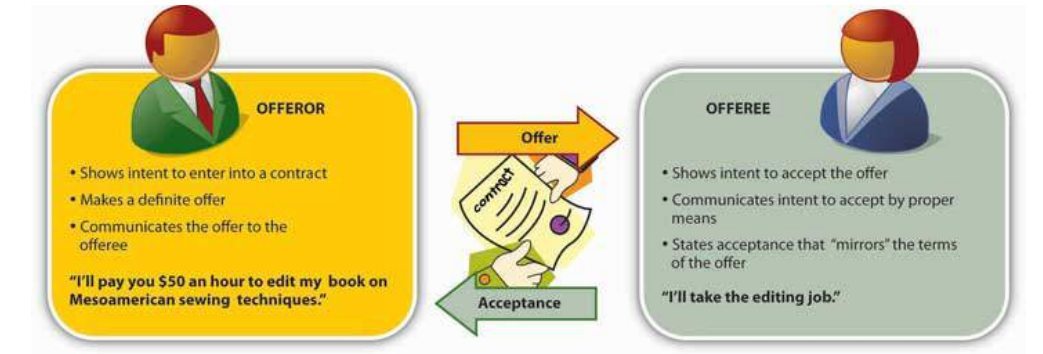 OFFEROR
• Shows intent to enter into a contract
• Makes a definite offer
• Communicates the offer to the
offeree
“I’ll pay you $50 an hour to edit my book on
Mesoamerican sewing techniques.”
Offer
contract
Acceptance
OFFEREE
• Shows intent to accept the offer
• Communicates intent to accept by proper
means
• States acceptance that “mirrors” the terms
of the offer
“I’ll take the editing job.”